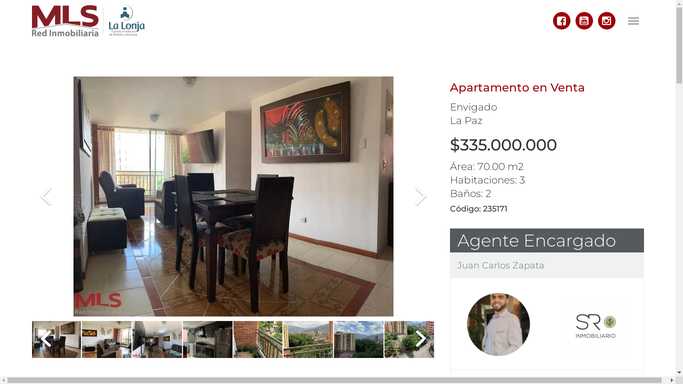 MLS
Red Inmobiliaria
La Lonja
Apartamento en Venta
Envigado
La Paz
$335.000.000
Área: 70.00 m2
Habitaciones: 3
Baños: 2
Código: 235171
Agente Encargado
Juan Carlos Zapata
SR
INMOBILIARIO
MLS